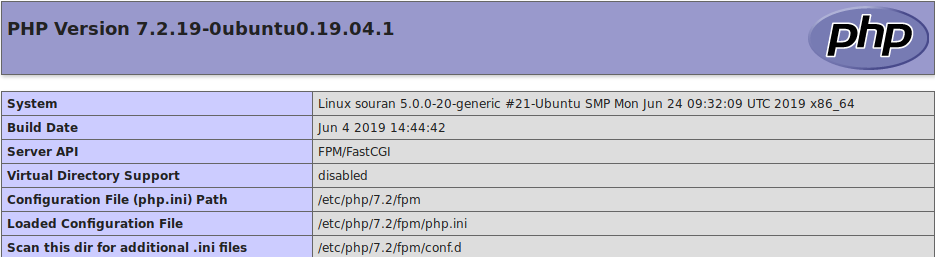 PHP Version 7.2.19-0ubuntu0.19.04.1
php
System Linux souran 5.0.0-20-generic #21-Ubuntu SMP Mon Jun 24 09:32:09 UTC 2019 x86_64
Build Date Jun 4 2019 14:44:42
Server API FPM/FastCGI
Virtual Directory Support disabled
Configuration File (php.ini) Path /etc/php/7.2/fpm
Loaded Configuration File /etc/php/7.2/fpm/php.ini
Scan this dir for additional .ini files /etc/php/7.2/fpm/conf.d